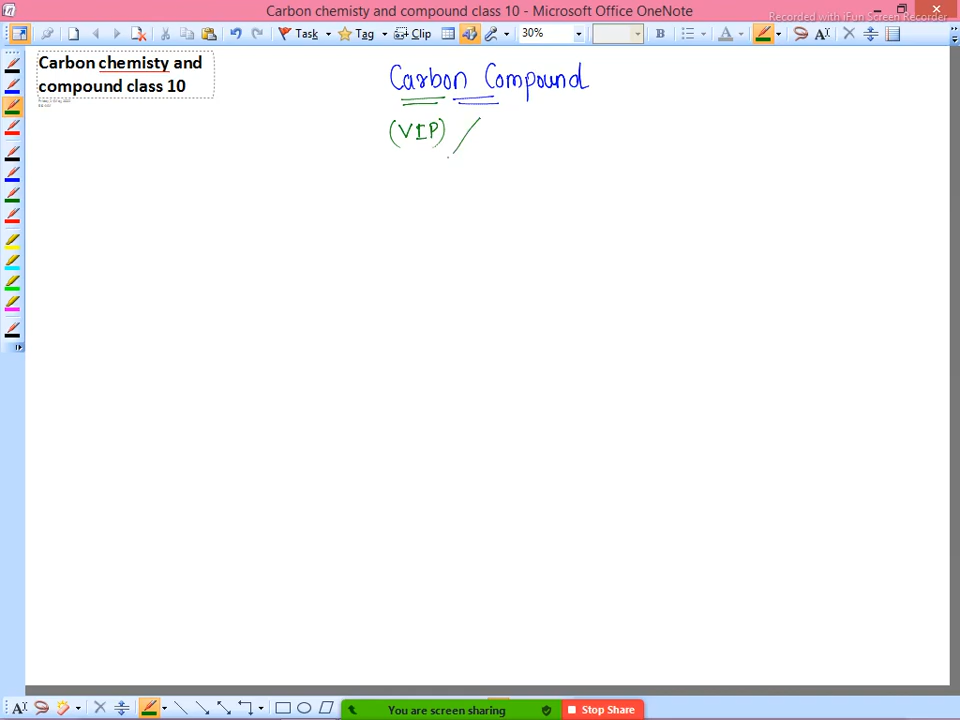 Carbon chemisty and compound class 10 - Microsoft Office OneNote
Recorded with iFun Screen Recorder
Task Tag Clip 30% B A
Carbon chemisty and
compound class 10
Carbon Compound
(VIP)
You are screen sharing Stop Share